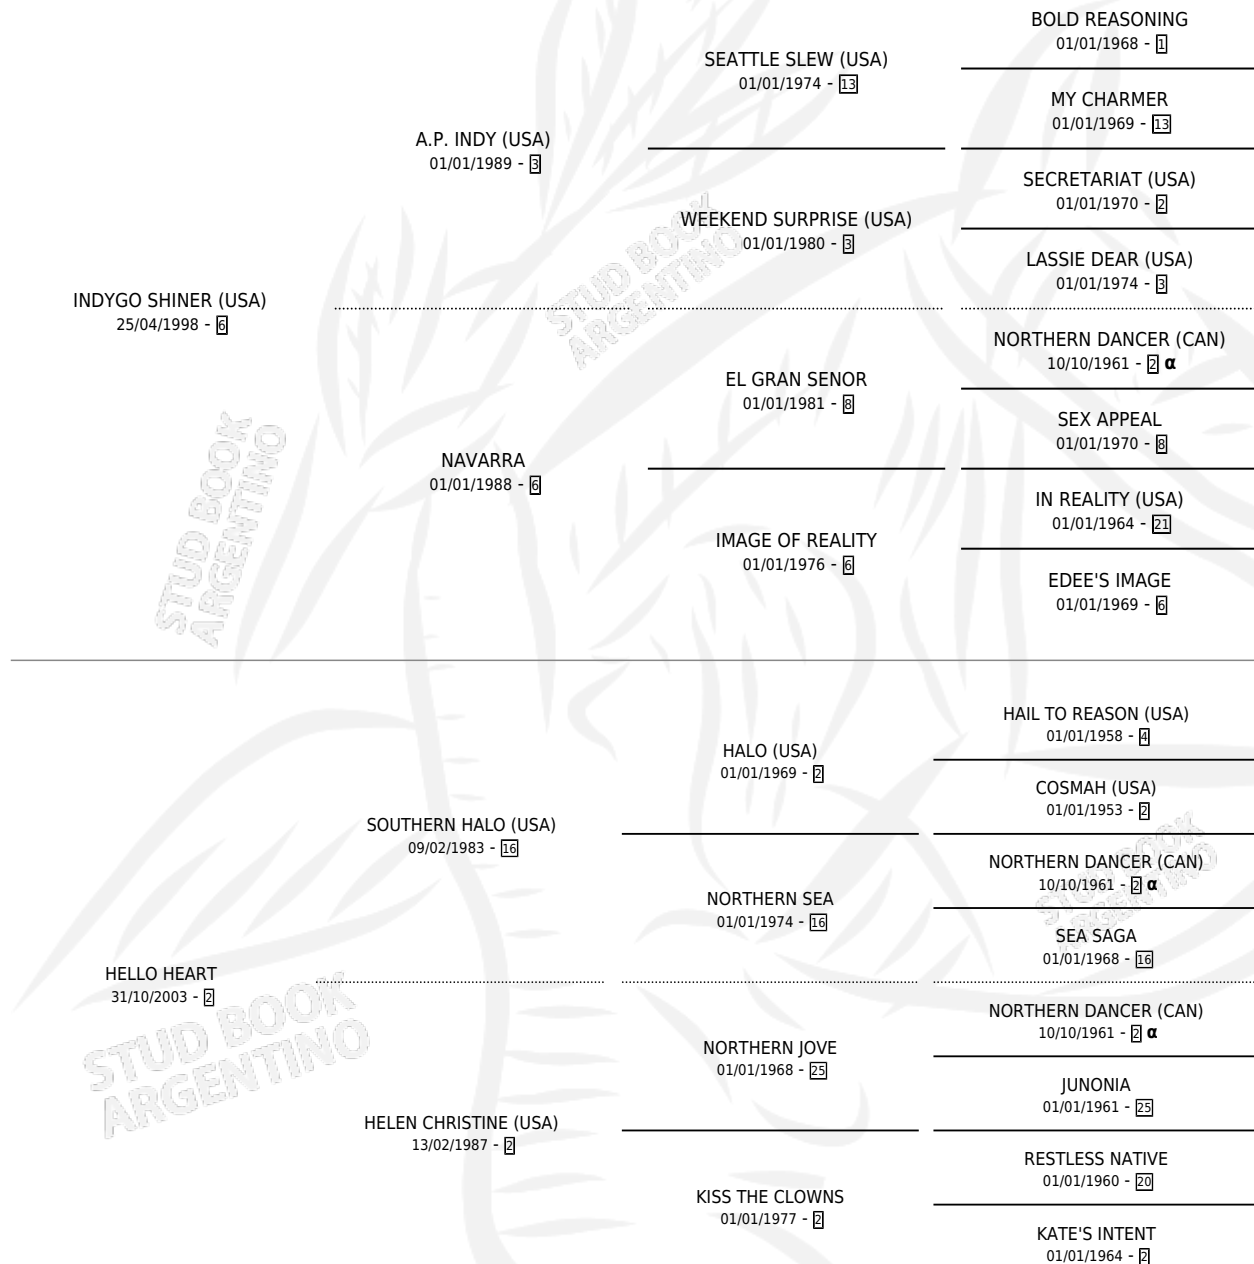 BOLD REASONING
01/01/1968 - 1
SEATTLE SLEW (USA)
01/01/1974 - 13
MY CHARMER
01/01/1969 - 13
A.P. INDY (USA)
01/01/1989 - 3
SECRETARIAT (USA)
01/01/1970 - 2
WEEKEND SURPRISE (USA)
01/01/1980 - 3
LASSIE DEAR (USA)
01/01/1974 - 3
INDYGO SHINER (USA)
25/04/1998 - 6
NORTHERN DANCER (CAN)
10/10/1961 - 2 α
EL GRAN SENOR
01/01/1981 - 8
SEX APPEAL
01/01/1970 - 8
NAVARRA
01/01/1988 - 6
IN REALITY (USA)
01/01/1964 - 21
IMAGE OF REALITY
01/01/1976 - 6
EDEE'S IMAGE
01/01/1969 - 6
HAIL TO REASON (USA)
01/01/1958 - 4
HALO (USA)
01/01/1969 - 2
COSMAH (USA)
01/01/1953 - 2
SOUTHERN HALO (USA)
09/02/1983 - 16
NORTHERN DANCER (CAN)
10/10/1961 - 2 α
NORTHERN SEA
01/01/1974 - 16
SEA SAGA
01/01/1968 - 16
HELLO HEART
31/10/2003 - 2
NORTHERN DANCER (CAN)
10/10/1961 - 2 α
NORTHERN JOVE
01/01/1968 - 25
JUNONIA
01/01/1961 - 25
HELEN CHRISTINE (USA)
13/02/1987 - 2
RESTLESS NATIVE
01/01/1960 - 20
KISS THE CLOWNS
01/01/1977 - 2
KATE'S INTENT
01/01/1964 - 2
STUD BOOK
ARGENTINO
STUD BOOK
ARGENTINO
STUD BOOK
ARGENTINO
STUD BOOK
ARGENTINO